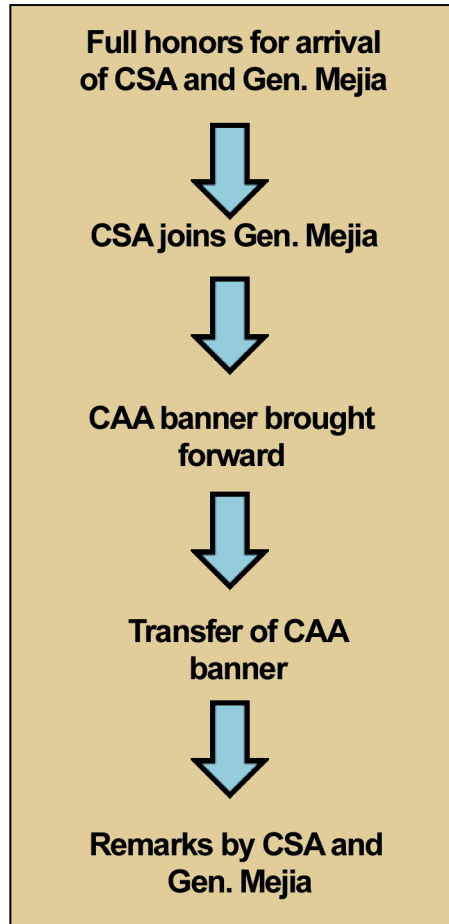 Full honors for arrival
of CSA and Gen. Mejia
CSA joins Gen. Mejia
CAA banner brought
forward
Transfer of CAA
banner
Remarks by CSA and
Gen. Mejia